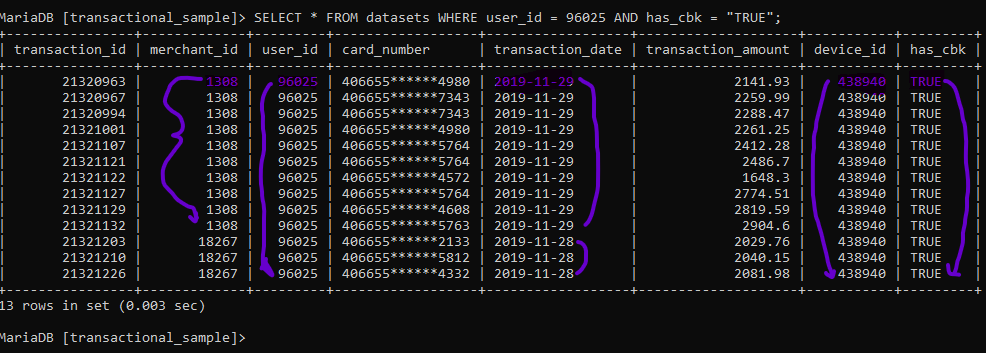 MariaDB [transactional_sample]> SELECT * FROM datasets WHERE user_id = 96025 AND has_cbk = "TRUE";
+----------------+-------------+---------+------------------+------------------+--------------------+-----------+---------+
| transaction_id | merchant_id | user_id | card_number | transaction_date | transaction_amount | device_id | has_cbk |
+----------------+-------------+---------+------------------+------------------+--------------------+-----------+---------+
| 21320963 | 1308 | 96025 | 406655******4980 | 2019-11-29 | 2141.93 | 438940 | TRUE |
| 21320967 | 1308 | 96025 | 406655******7343 | 2019-11-29 | 2259.99 | 438940 | TRUE |
| 21320994 | 1308 | 96025 | 406655******7343 | 2019-11-29 | 2288.47 | 438940 | TRUE |
| 21321001 | 1308 | 96025 | 406655******4980 | 2019-11-29 | 2261.25 | 438940 | TRUE |
| 21321107 | 1308 | 96025 | 406655******5764 | 2019-11-29 | 2412.28 | 438940 | TRUE |
| 21321121 | 1308 | 96025 | 406655******5764 | 2019-11-29 | 2486.7 | 438940 | TRUE |
| 21321122 | 1308 | 96025 | 406655******4572 | 2019-11-29 | 1648.3 | 438940 | TRUE |
| 21321127 | 1308 | 96025 | 406655******5764 | 2019-11-29 | 2774.51 | 438940 | TRUE |
| 21321129 | 1308 | 96025 | 406655******4608 | 2019-11-29 | 2819.59 | 438940 | TRUE |
| 21321132 | 1308 | 96025 | 406655******5763 | 2019-11-29 | 2904.6 | 438940 | TRUE |
| 21321203 | 18267 | 96025 | 406655******2133 | 2019-11-28 | 2029.76 | 438940 | TRUE |
| 21321210 | 18267 | 96025 | 406655******5812 | 2019-11-28 | 2040.15 | 438940 | TRUE |
| 21321226 | 18267 | 96025 | 406655******4332 | 2019-11-28 | 2081.98 | 438940 | TRUE |
+----------------+-------------+---------+------------------+------------------+--------------------+-----------+---------+
13 rows in set (0.003 sec)
MariaDB [transactional_sample]>